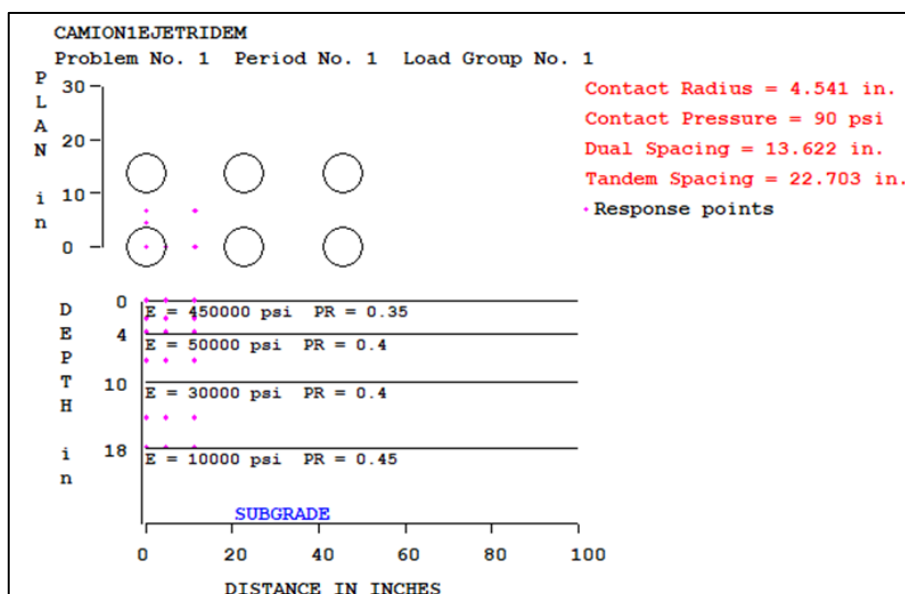 CAMION1EJETRIDEM
Problem No. 1 Period No. 1 Load Group No. 1
PLAN in
30
20
10
0
Contact Radius = 4.541 in.
Contact Pressure = 90 psi
Dual Spacing = 13.622 in.
Tandem Spacing = 22.703 in.
Response points
DEPTH in
0
E = 450000 psi PR = 0.35
4
E = 50000 psi PR = 0.4
10
E = 30000 psi PR = 0.4
18
E = 10000 psi PR = 0.45
SUBGRADE
0 20 40 60 80 100
DISTANCE IN INCHES